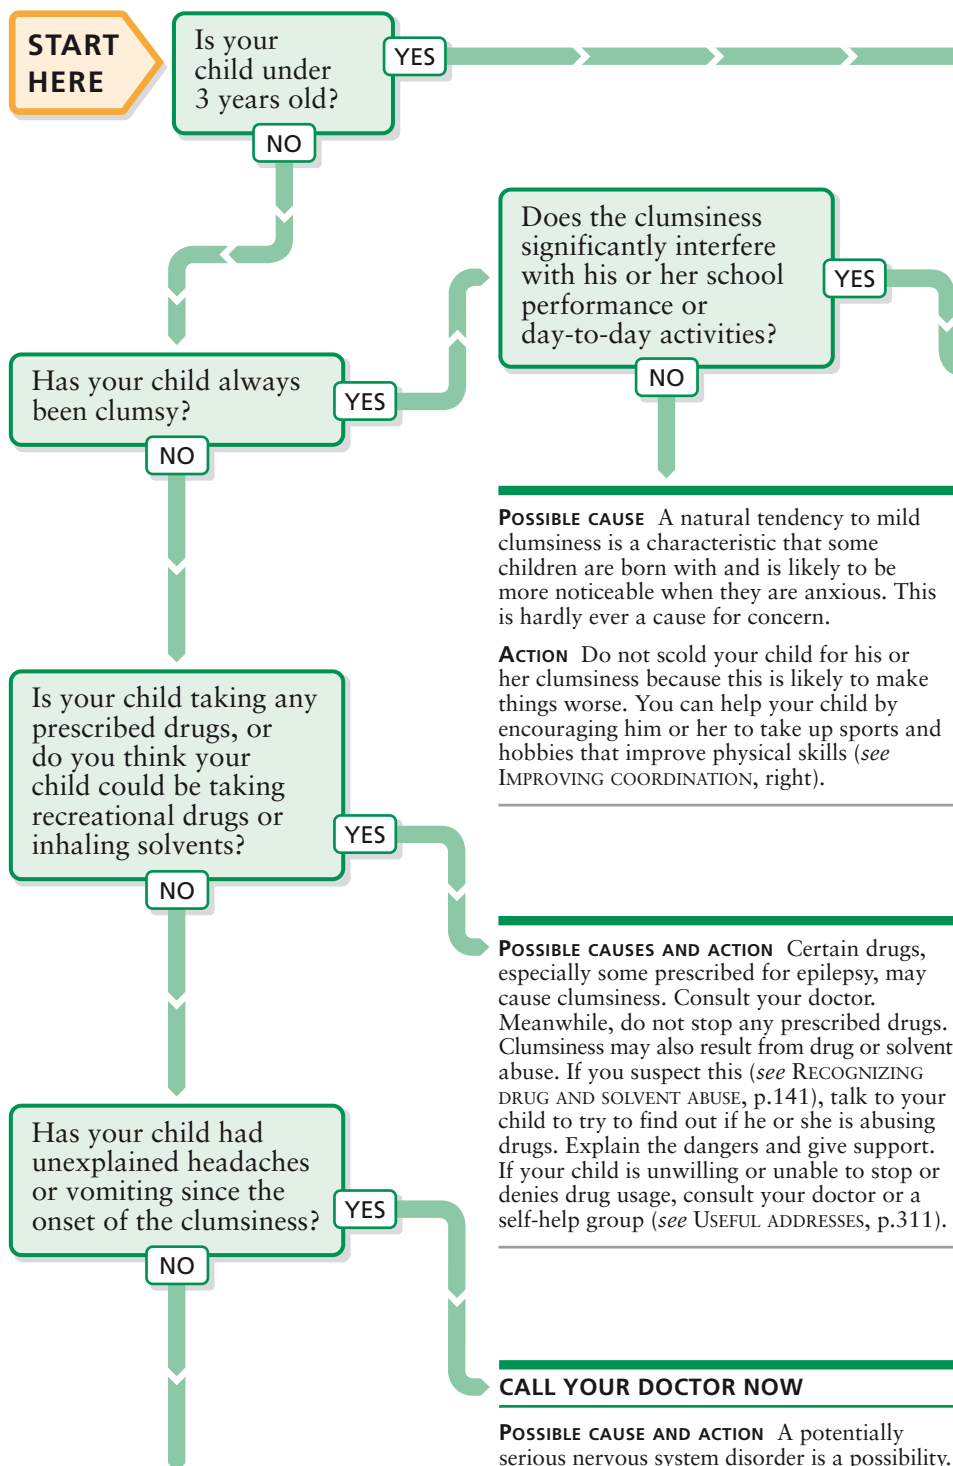 START
HERE
Is your
child under
3 years old?
YES
NO
Does the clumsiness
significantly interfere
with his or her school
performance or
day-to-day activities?
YES
NO
Has your child always
been clumsy?
YES
NO
POSSIBLE CAUSE A natural tendency to mild
clumsiness is a characteristic that some
children are born with and is likely to be
more noticeable when they are anxious. This
is hardly ever a cause for concern.
ACTION Do not scold your child for his or
her clumsiness because this is likely to make
things worse. You can help your child by
encouraging him or her to take up sports and
hobbies that improve physical skills (see
IMPROVING COORDINATION, right).
Is your child taking any
prescribed drugs, or
do you think your
child could be taking
recreational drugs or
inhaling solvents?
YES
NO
POSSIBLE CAUSES AND ACTION Certain drugs,
especially some prescribed for epilepsy, may
cause clumsiness. Consult your doctor.
Meanwhile, do not stop any prescribed drugs.
Clumsiness may also result from drug or solvent
abuse. If you suspect this (see RECOGNIZING
DRUG AND SOLVENT ABUSE, p.141), talk to your
child to try to find out if he or she is abusing
drugs. Explain the dangers and give support.
If your child is unwilling or unable to stop or
denies drug usage, consult your doctor or a
self-help group (see USEFUL ADDRESSES, p.311).
Has your child had
unexplained headaches
or vomiting since the
onset of the clumsiness?
YES
NO
CALL YOUR DOCTOR NOW
POSSIBLE CAUSE AND ACTION A potentially
serious nervous system disorder is a possibility.